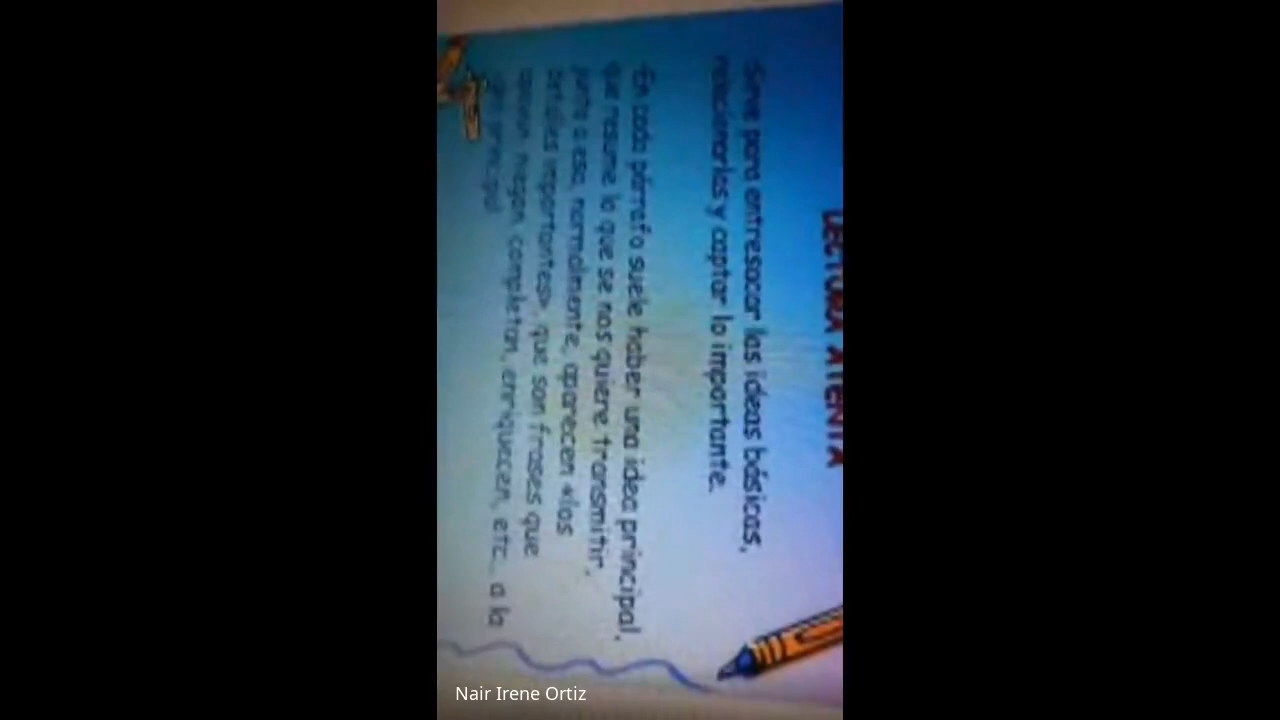 LECTURA ATENTA
-Sirve para entresacar las ideas básicas,
relacionarlas y captar lo importante.
-En cada párrafo suele haber una idea principal,
que resume lo que se nos quiere transmitir,
junto a eso, normalmente, aparecen «los
detalles importantes», que son frases que
niegan, completan, enriquecen, etc. a la
principal
Nair Irene Ortiz